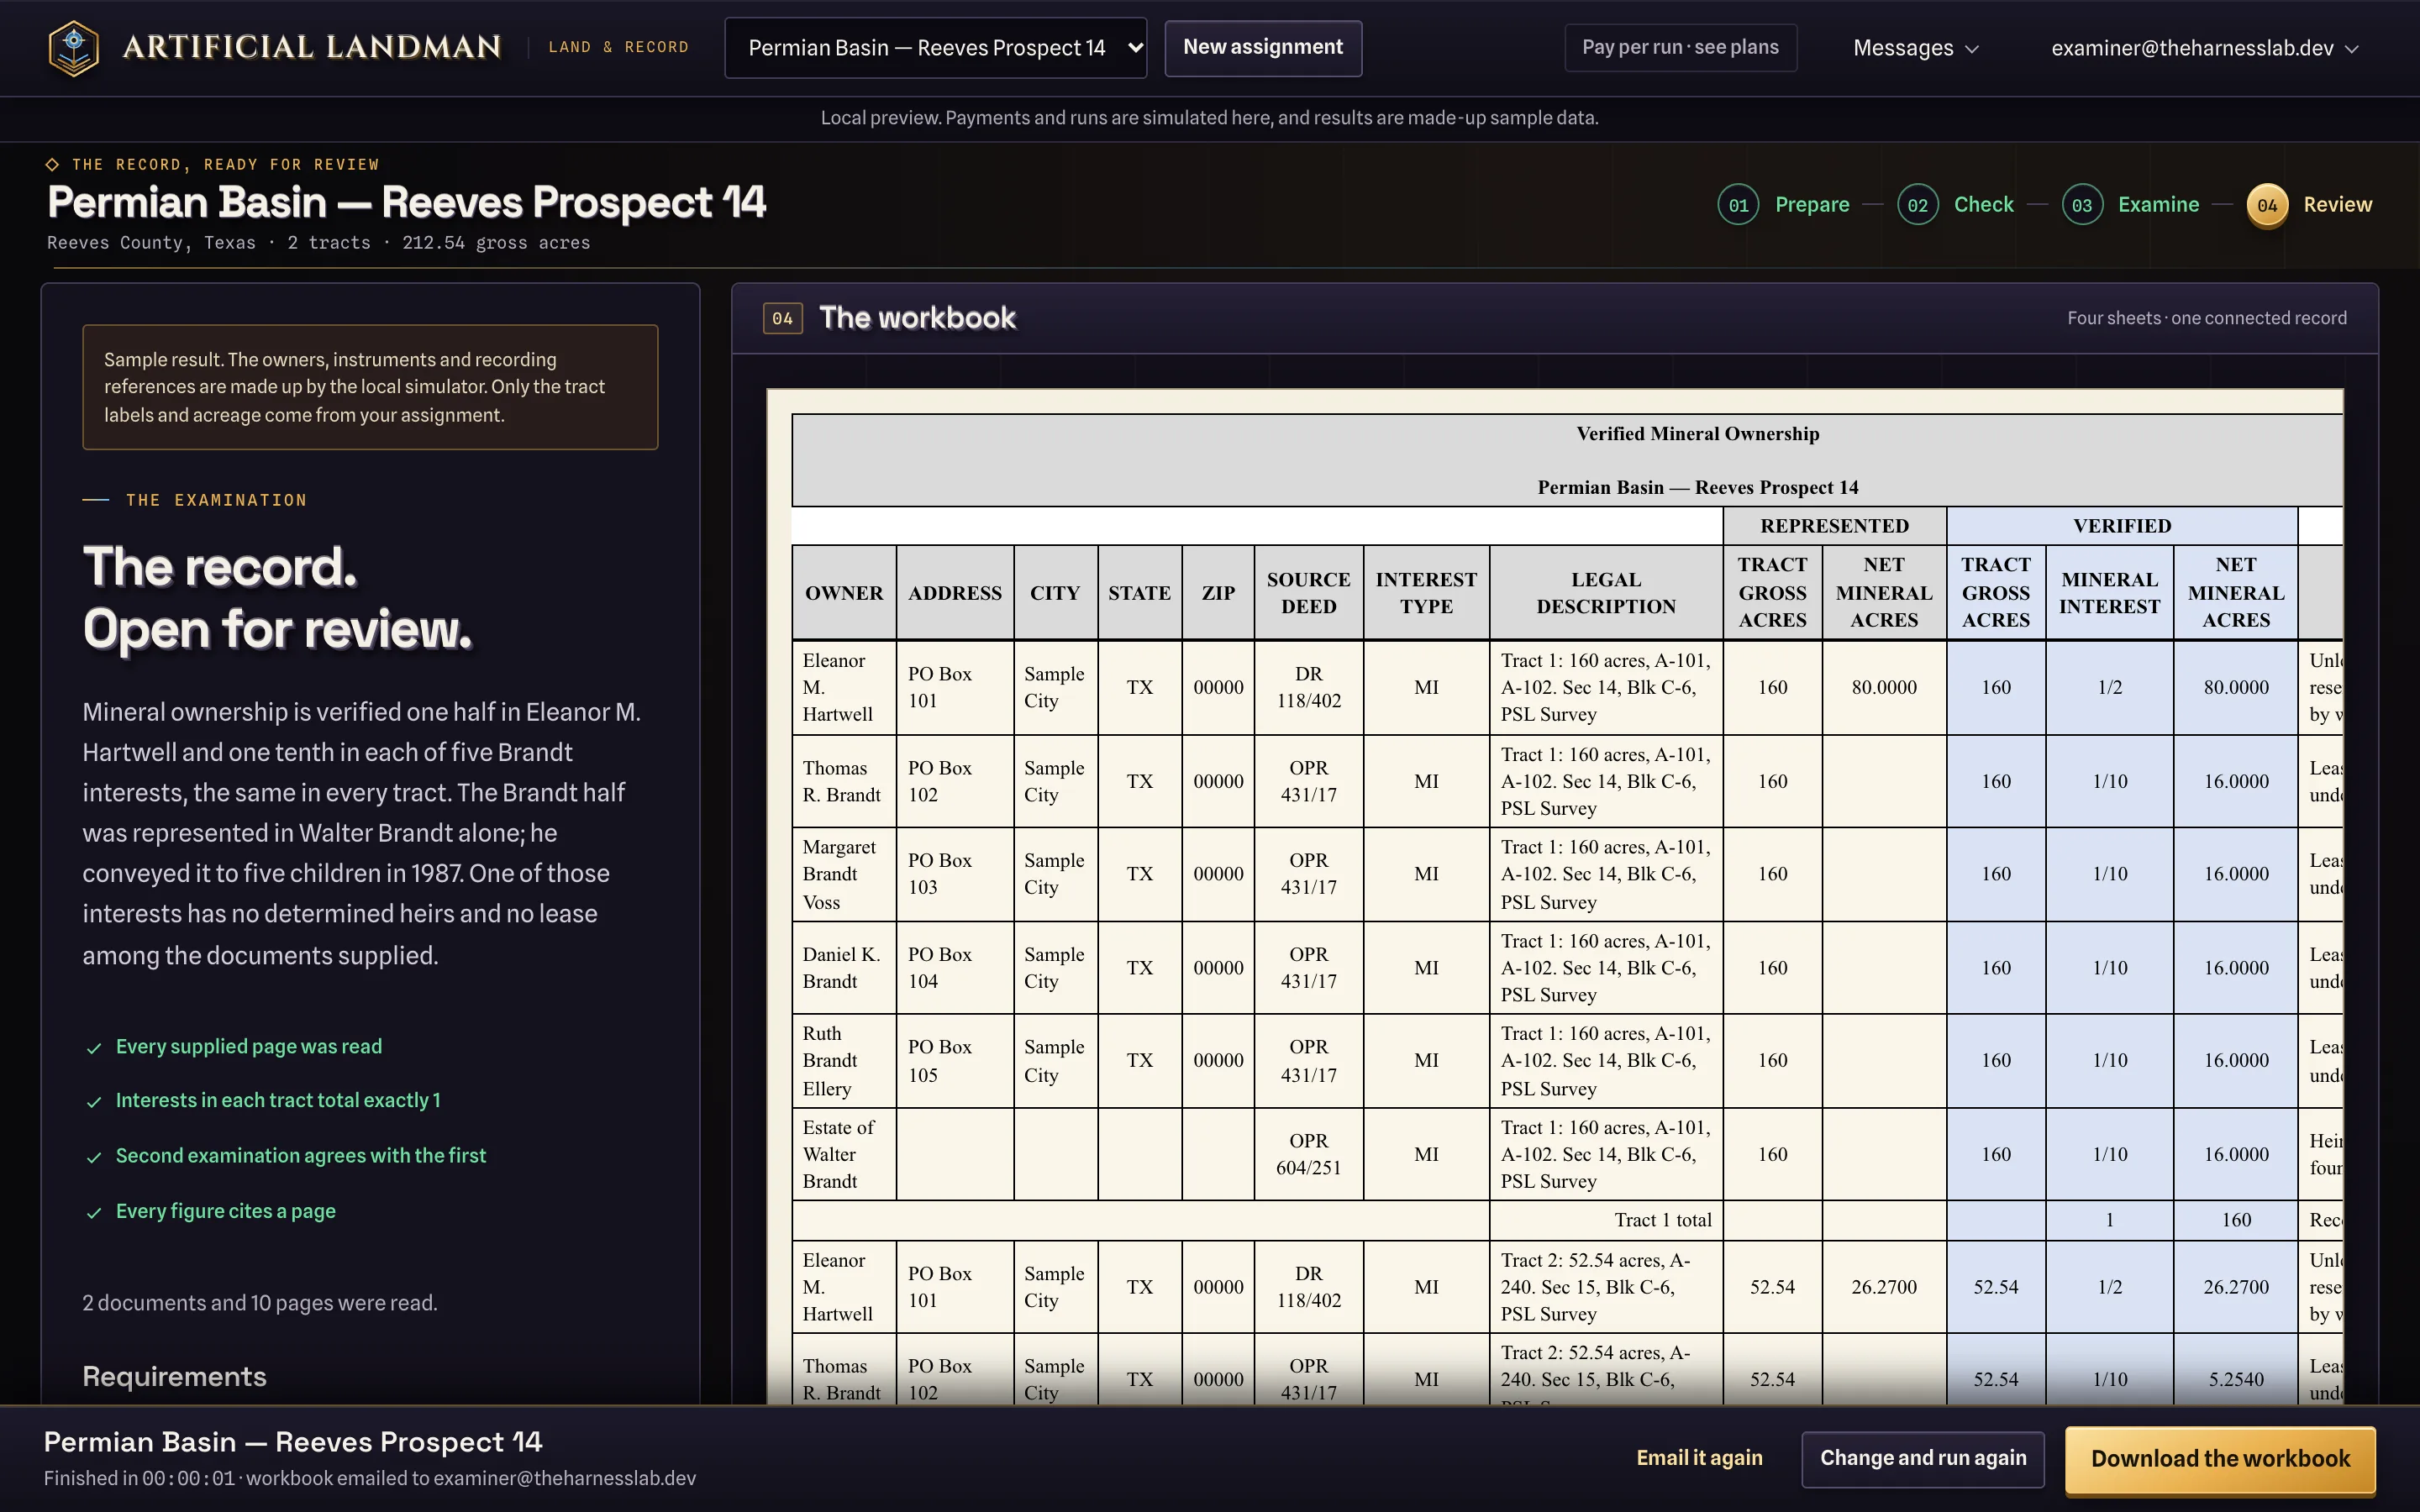 ARTIFICIAL LANDMAN
LAND & RECORD
Permian Basin — Reeves Prospect 14
New assignment
Pay per run · see plans
Messages
examiner@theharnesslab.dev
Local preview. Payments and runs are simulated here, and results are made-up sample data.
THE RECORD, READY FOR REVIEW
Permian Basin — Reeves Prospect 14
Reeves County, Texas · 2 tracts · 212.54 gross acres
01 Prepare
02 Check
03 Examine
04 Review
Sample result. The owners, instruments and recording
references are made up by the local simulator. Only the tract
labels and acreage come from your assignment.
THE EXAMINATION
The record.
Open for review.
Mineral ownership is verified one half in Eleanor M.
Hartwell and one tenth in each of five Brandt
interests, the same in every tract. The Brandt half
was represented in Walter Brandt alone; he
conveyed it to five children in 1987. One of those
interests has no determined heirs and no lease
among the documents supplied.
Every supplied page was read
Interests in each tract total exactly 1
Second examination agrees with the first
Every figure cites a page
2 documents and 10 pages were read.
Requirements
04 The workbook
Four sheets · one connected record
Verified Mineral Ownership
Permian Basin — Reeves Prospect 14
REPRESENTED VERIFIED
OWNER ADDRESS CITY STATE ZIP SOURCE DEED INTEREST TYPE LEGAL DESCRIPTION TRACT GROSS ACRES NET MINERAL ACRES TRACT GROSS ACRES MINERAL INTEREST NET MINERAL ACRES
Eleanor M. Hartwell PO Box 101 Sample City TX 00000 DR 118/402 MI Tract 1: 160 acres, A-101, A-102. Sec 14, Blk C-6, PSL Survey 160 80.0000 160 1/2 80.0000
Thomas R. Brandt PO Box 102 Sample City TX 00000 OPR 431/17 MI Tract 1: 160 acres, A-101, A-102. Sec 14, Blk C-6, PSL Survey 160 160 1/10 16.0000
Margaret Brandt Voss PO Box 103 Sample City TX 00000 OPR 431/17 MI Tract 1: 160 acres, A-101, A-102. Sec 14, Blk C-6, PSL Survey 160 160 1/10 16.0000
Daniel K. Brandt PO Box 104 Sample City TX 00000 OPR 431/17 MI Tract 1: 160 acres, A-101, A-102. Sec 14, Blk C-6, PSL Survey 160 160 1/10 16.0000
Ruth Brandt Ellery PO Box 105 Sample City TX 00000 OPR 431/17 MI Tract 1: 160 acres, A-101, A-102. Sec 14, Blk C-6, PSL Survey 160 160 1/10 16.0000
Estate of Walter Brandt OPR 604/251 MI Tract 1: 160 acres, A-101, A-102. Sec 14, Blk C-6, PSL Survey 160 160 1/10 16.0000
Tract 1 total 1 160
Eleanor M. Hartwell PO Box 101 Sample City TX 00000 DR 118/402 MI Tract 2: 52.54 acres, A-240. Sec 15, Blk C-6, PSL Survey 52.54 26.2700 52.54 1/2 26.2700
Thomas R. Brandt PO Box 102 Sample City TX 00000 OPR 431/17 MI Tract 2: 52.54 acres, A-240. Sec 15, Blk C-6, 52.54 52.54 1/10 5.2540
Permian Basin — Reeves Prospect 14
Finished in 00:00:01 · workbook emailed to examiner@theharnesslab.dev
Email it again
Change and run again
Download the workbook